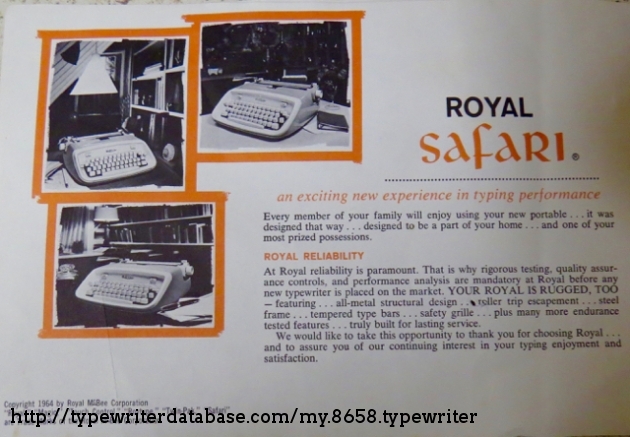 ROYAL
safari®
an exciting new experience in typing performance
Every member of your family will enjoy using your new portable . . . it was
designed that way . . . designed to be a part of your home . . . and one of your
most prized possessions.
ROYAL RELIABILITY
At Royal reliability is paramount. That is why rigorous testing, quality assur-
ance controls, and performance analysis are mandatory at Royal before any
new typewriter is placed on the market. YOUR ROYAL IS RUGGED, TOO
— featuring . . . all-metal structural design . . . roller trip escapement . . . steel
frame . . . tempered type bars . . . safety grille . . . plus many more endurance
tested features . . . truly built for lasting service.
We would like to take this opportunity to thank you for choosing Royal . . .
and to assure you of our continuing interest in your typing enjoyment and
satisfaction.
Copyright 1964 by Royal McBee Corporation
http://typewriterdatabase.com/my.8658.typewriter